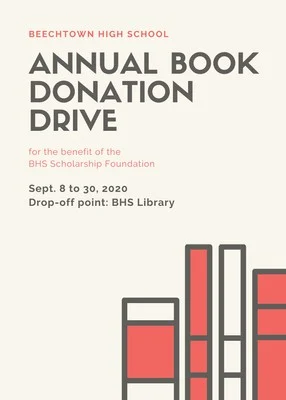 BEECHTOWN HIGH SCHOOL
ANNUAL BOOK
DONATION
DRIVE
for the benefit of the
BHS Scholarship Foundation
Sept. 8 to 30, 2020
Drop-off point: BHS Library